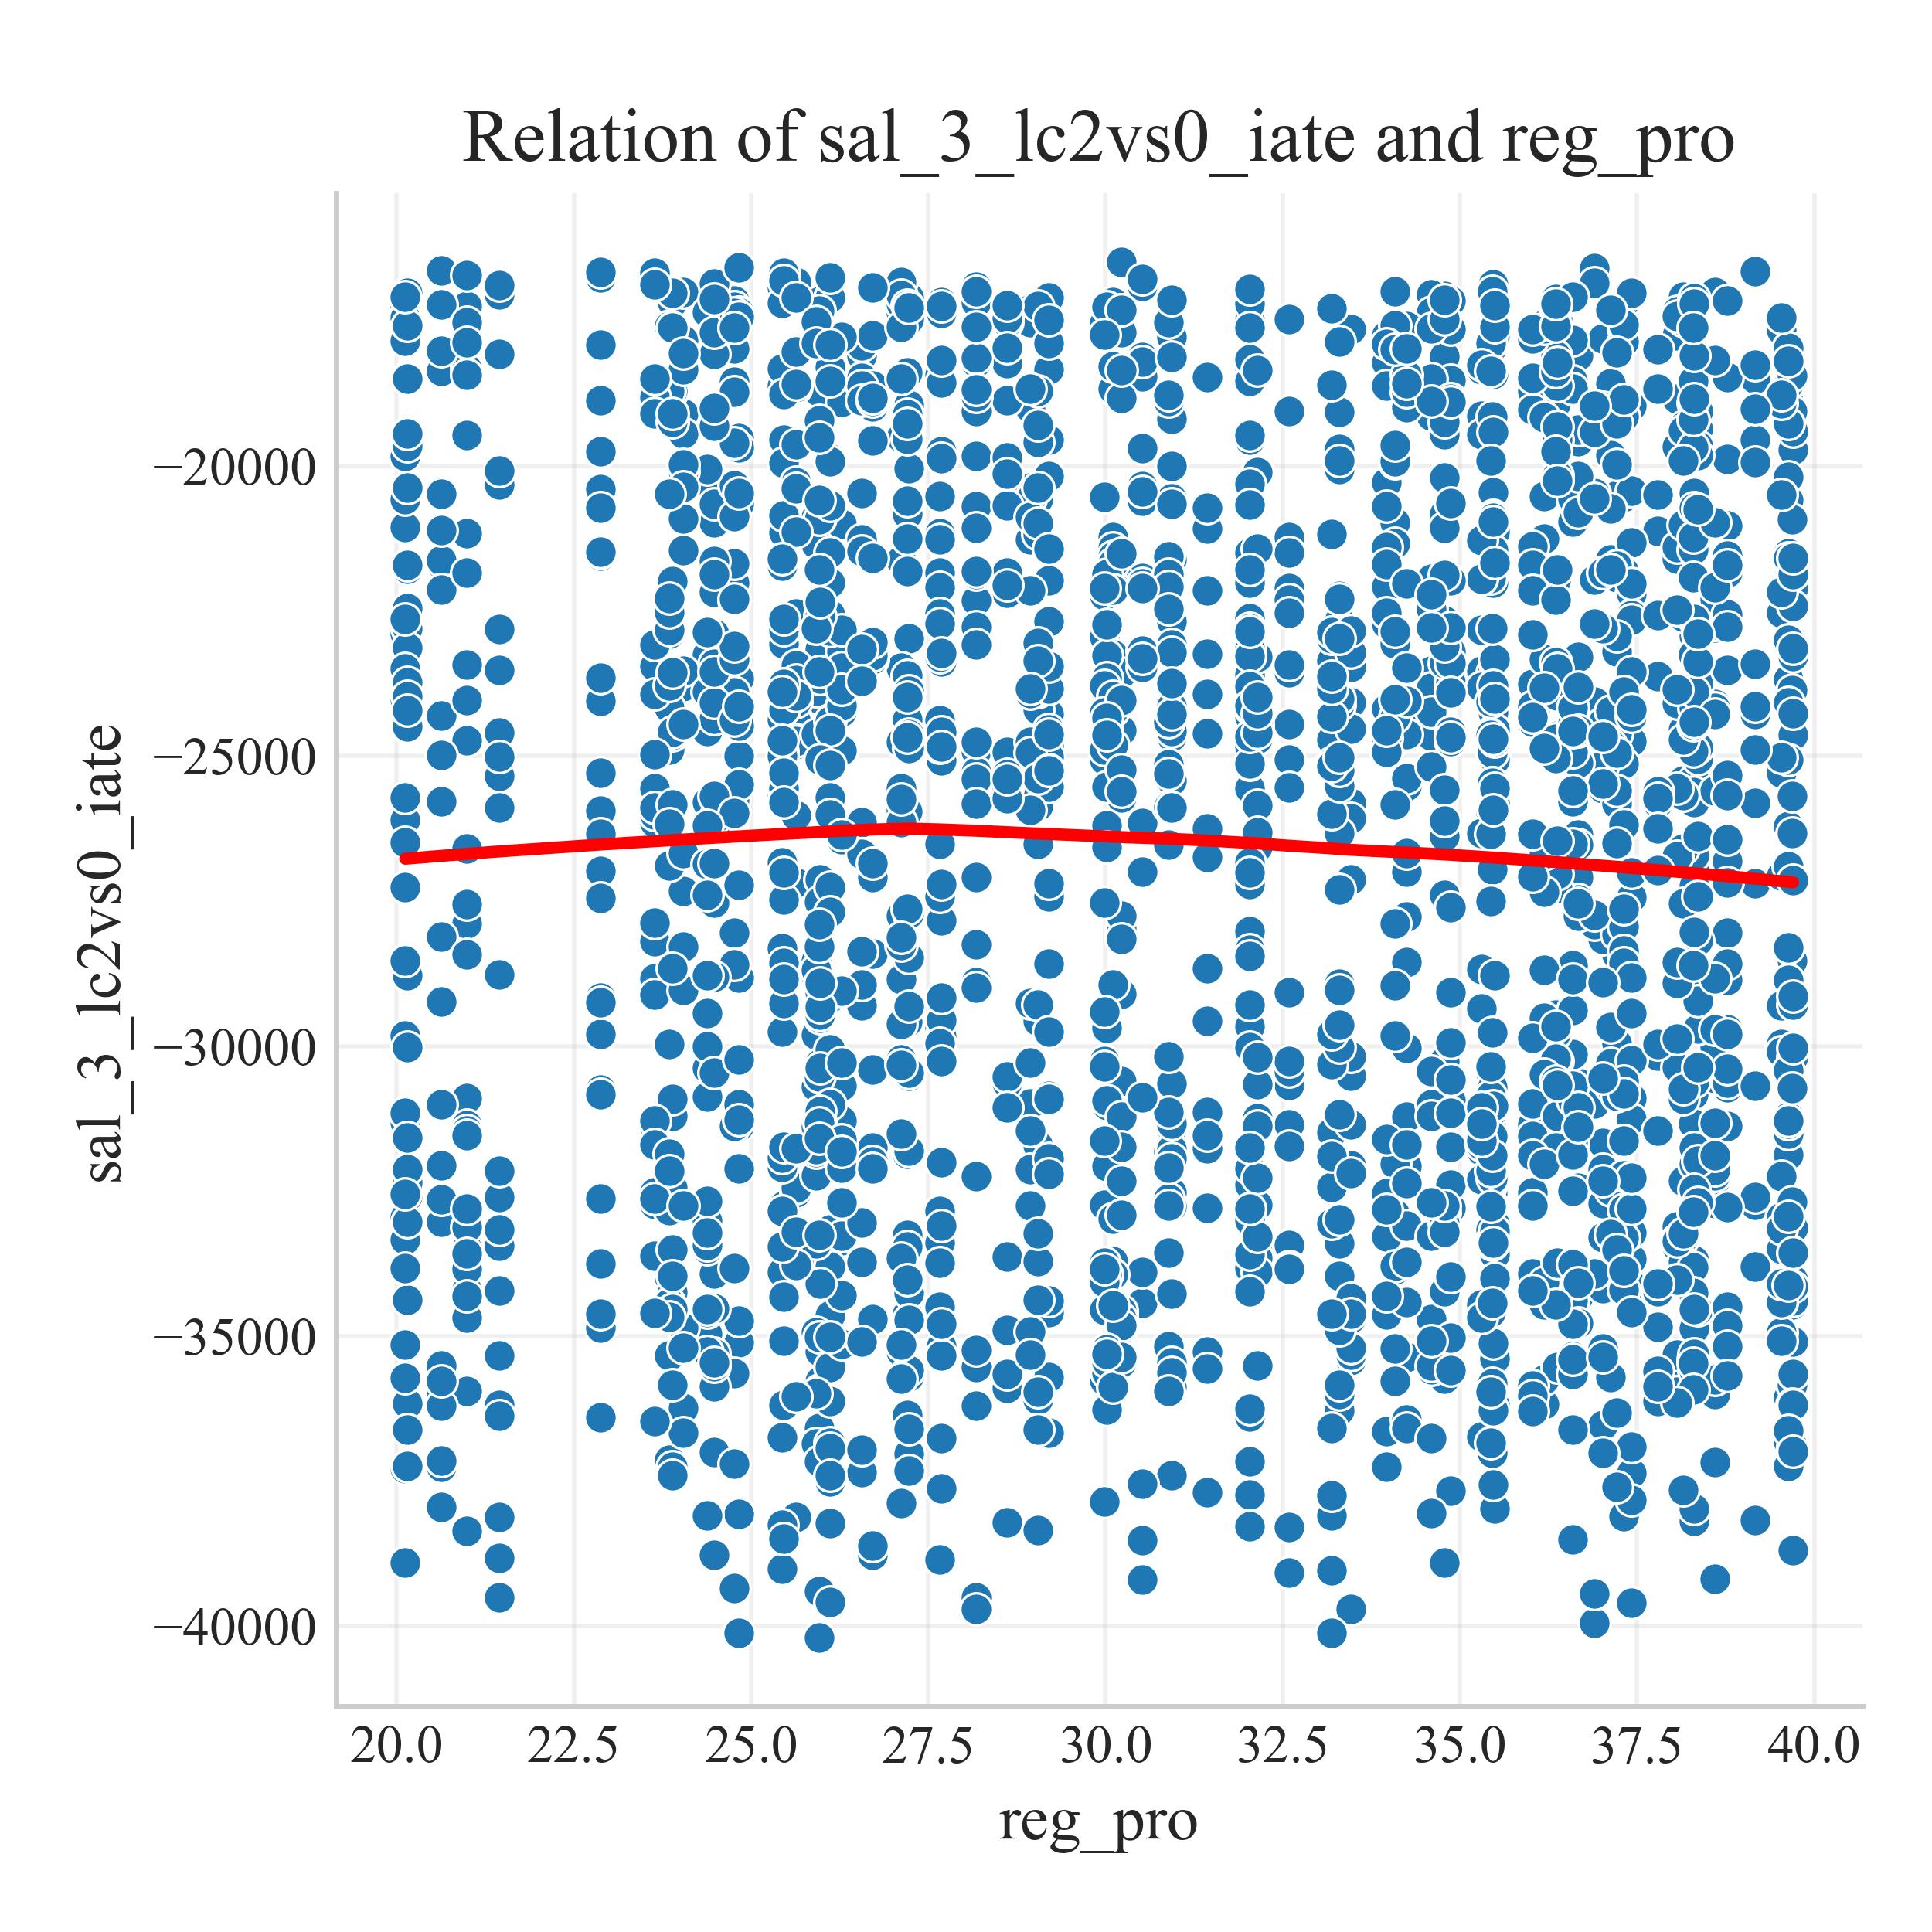 Relation of sal_3_lc2vs0_iate and reg_pro
sal_3_lc2vs0_iate
−20000
−25000
−30000
−35000
−40000
20.0 22.5 25.0 27.5 30.0 32.5 35.0 37.5 40.0
reg_pro